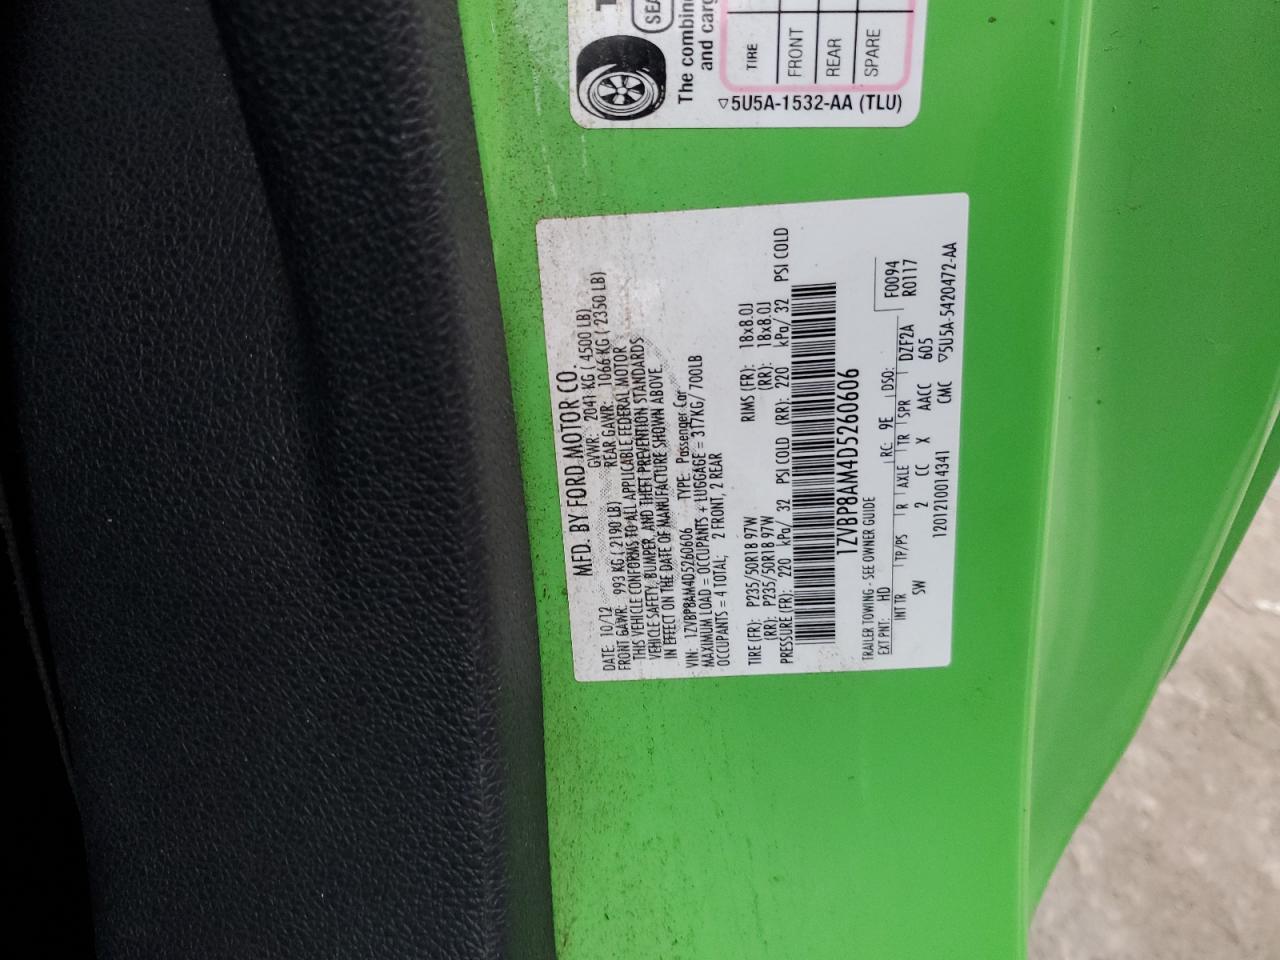 SEA
The combine
and carg
TIRE
FRONT
REAR
SPARE
▽5U5A-1532-AA (TLU)
MFD. BY FORD MOTOR CO.
DATE: 10/12 GVWR: 2041 KG ( 4500 LB)
FRONT GAWR: 993 KG ( 2190 LB) REAR GAWR: 1066 KG ( 2350 LB)
THIS VEHICLE CONFORMS TO ALL APPLICABLE FEDERAL MOTOR
VEHICLE SAFETY, BUMPER, AND THEFT PREVENTION STANDARDS
IN EFFECT ON THE DATE OF MANUFACTURE SHOWN ABOVE.
VIN: 1ZVBP8AM4D5260606 TYPE: Passenger Car
MAXIMUM LOAD = OCCUPANTS + LUGGAGE = 317KG/ 700LB
OCCUPANTS = 4 TOTAL; 2 FRONT, 2 REAR
TIRE (FR): P235/50R18 97W RIMS (FR): 18x8.0J
(RR): P235/50R18 97W (RR): 18x8.0J
PRESSURE (FR): 220 kPa/ 32 PSI COLD (RR): 220 kPa/ 32 PSI COLD
1ZVBP8AM4D5260606
TRAILER TOWING - SEE OWNER GUIDE F0094
EXT PNT: HD RC: 9E DSO: R0117
INT TR TP/PS R AXLE TR SPR DZF2A
SW 2 CC X AACC 605
1201210014341 CMC ▽5U5A-5420472-AA